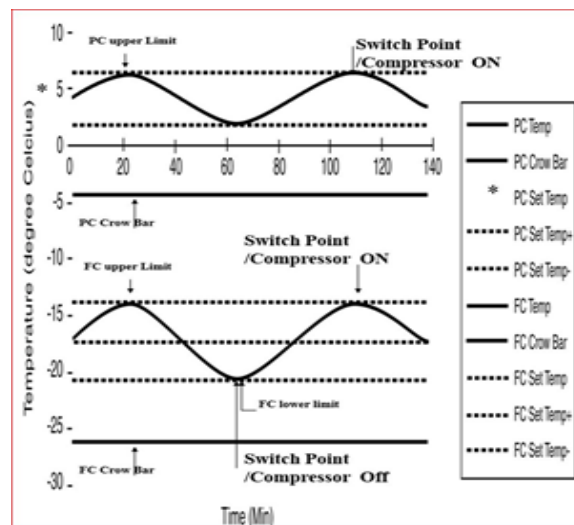 10
PC upper Limit
Switch Point
/Compressor ON
*
5
0
0
20
40
60
80
100
120
140
-5
PC Crow Bar
-10
FC upper Limit
Switch Point
/Compressor ON
-15
-20
FC lower limit
-25
FC Crow Bar
Switch Point
/Compressor Off
-30
Temperature (degree Celcius)
Time (Min)
PC Temp
PC Crow Bar
* PC Set Temp
PC Set Temp+
PC Set Temp-
FC Temp
FC Crow Bar
FC Set Temp
FC Set Temp+
FC Set Temp-